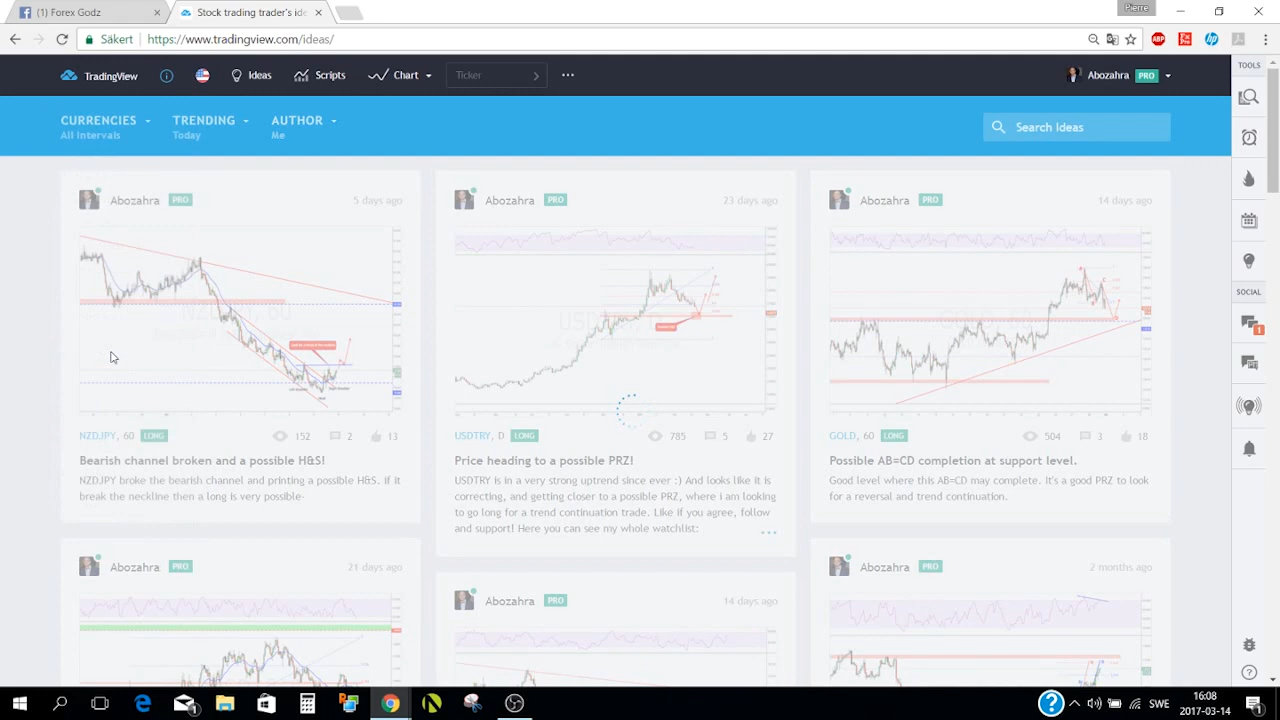 (1) Forex Godz
Stock trading trader's ide
Pierre
Säkert
https://www.tradingview.com/ideas/
ABP
TradingView
Ideas
Scripts
Chart
Ticker
Abozahra PRO
TOOLS
CURRENCIES
All Intervals
TRENDING
Today
AUTHOR
Me
Search Ideas
Abozahra PRO
5 days ago
Abozahra PRO
23 days ago
Abozahra PRO
14 days ago
SOCIAL
1
NZDJPY, 60 LONG 152 2 13
USDTRY, D LONG 785 5 27
GOLD, 60 LONG 504 3 18
Bearish channel broken and a possible H&S!
NZDJPY broke the bearish channel and printing a possible H&S. If it
break the neckline then a long is very possible-
Price heading to a possible PRZ!
USDTRY is in a very strong uptrend since ever :) And looks like it is
correcting, and getting closer to a possible PRZ, where i am looking
to go long for a trend continuation trade. Like if you agree, follow
and support! Here you can see my whole watchlist:
Possible AB=CD completion at support level.
Good level where this AB=CD may complete. It's a good PRZ to look
for a reversal and trend continuation.
Abozahra PRO
21 days ago
Abozahra PRO
14 days ago
Abozahra PRO
2 months ago
SWE
16:08
2017-03-14